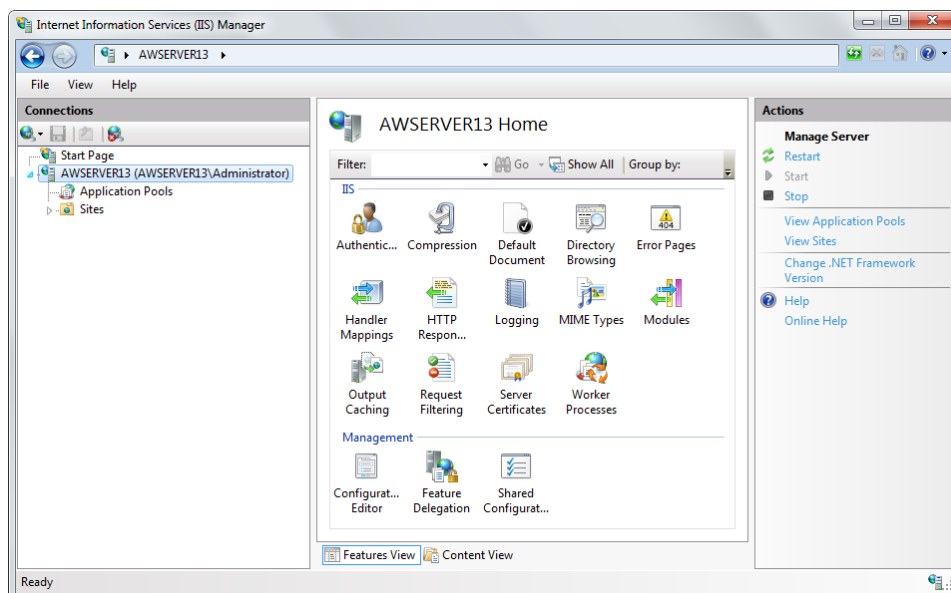 Internet Information Services (IIS) Manager
AWSERVER13
File View Help
Connections
Start Page
AWSERVER13 (AWSERVER13\Administrator)
Application Pools
Sites
AWSERVER13 Home
Filter: Go Show All Group by:
IIS
Authentic... Compression Default Document Directory Browsing Error Pages
Handler Mappings HTTP Respon... Logging MIME Types Modules
Output Caching Request Filtering Server Certificates Worker Processes
Management
Configurat... Editor Feature Delegation Shared Configurat...
Features View Content View
Actions
Manage Server
Restart
Start
Stop
View Application Pools
View Sites
Change .NET Framework
Version
Help
Online Help
Ready